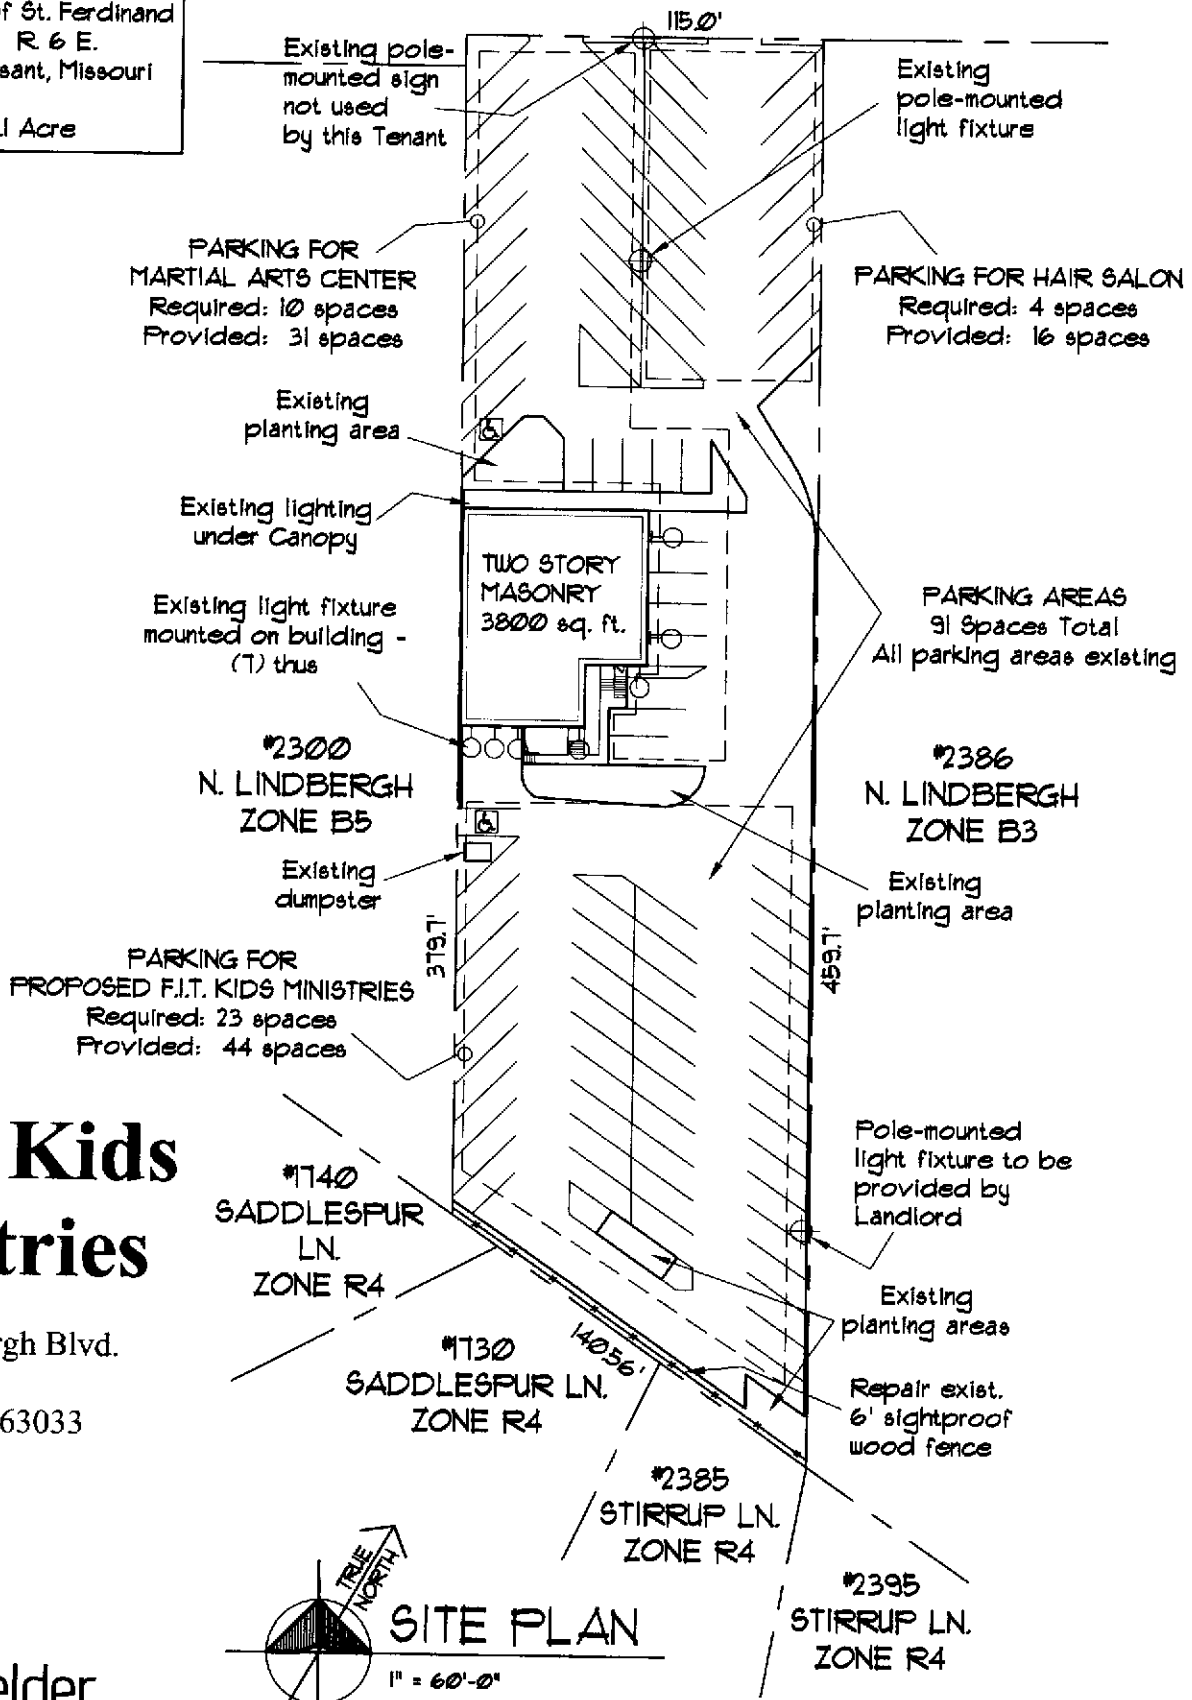 f St. Ferdinand
R. 6 E.
sant, Missouri
Acre
115.0'
Existing pole-
mounted sign
not used
by this Tenant
Existing
pole-mounted
light fixture
PARKING FOR
MARTIAL ARTS CENTER
Required: 10 spaces
Provided: 31 spaces
PARKING FOR HAIR SALON
Required: 4 spaces
Provided: 16 spaces
Existing
planting area
Existing lighting
under Canopy
TWO STORY
MASONRY
3800 sq. ft.
Existing light fixture
mounted on building -
(7) thus
PARKING AREAS
91 Spaces Total
All parking areas existing
#2300
N. LINDBERGH
ZONE B5
#2386
N. LINDBERGH
ZONE B3
Existing
dumpster
Existing
planting area
379.7'
459.7'
PARKING FOR
PROPOSED F.I.T. KIDS MINISTRIES
Required: 23 spaces
Provided: 44 spaces
Kids
tries
rgh Blvd.
63033
Pole-mounted
light fixture to be
provided by
Landlord
#1740
SADDLESPUR
LN.
ZONE R4
Existing
planting areas
#1730
SADDLESPUR LN.
ZONE R4
140.56'
Repair exist.
6' sightproof
wood fence
#2385
STIRRUP LN.
ZONE R4
#2395
STIRRUP LN.
ZONE R4
TRUE
NORTH
SITE PLAN
1" = 60'-0"
elder